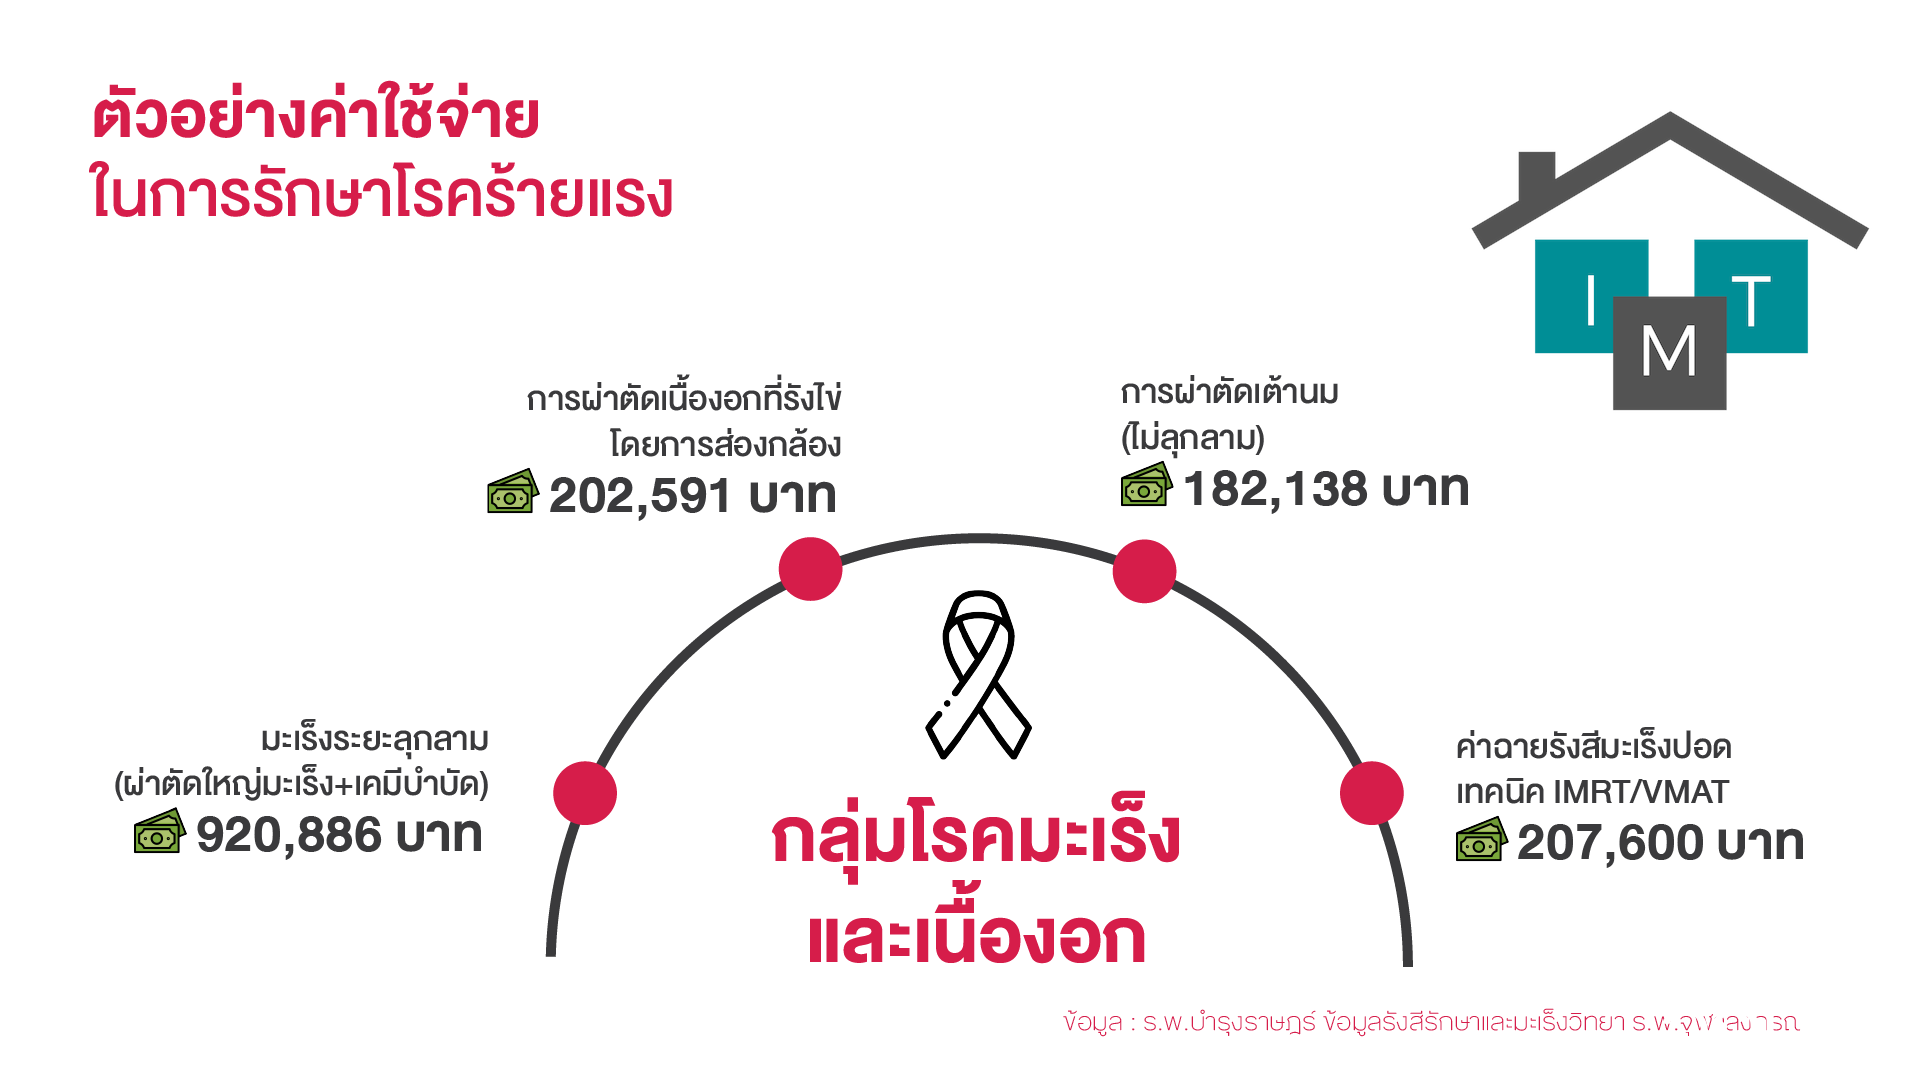 ตัวอย่างค่าใช้จ่าย
ในการรักษาโรคร้ายแรง
I M T
การผ่าตัดเนื้องอกที่รังไข่
โดยการส่องกล้อง
202,591 บาท
การผ่าตัดเต้านม
(ไม่ลุกลาม)
182,138 บาท
มะเร็งระยะลุกลาม
(ผ่าตัดใหญ่มะเร็ง+เคมีบำบัด)
920,886 บาท
ค่าฉายรังสีมะเร็งปอด
เทคนิค IMRT/VMAT
207,600 บาท
กลุ่มโรคมะเร็ง
และเนื้องอก
ข้อมูล : ร.พ.บำรุงราษฎร์ ข้อมูลรังสีรักษาและมะเร็งวิทยา ร.พ.